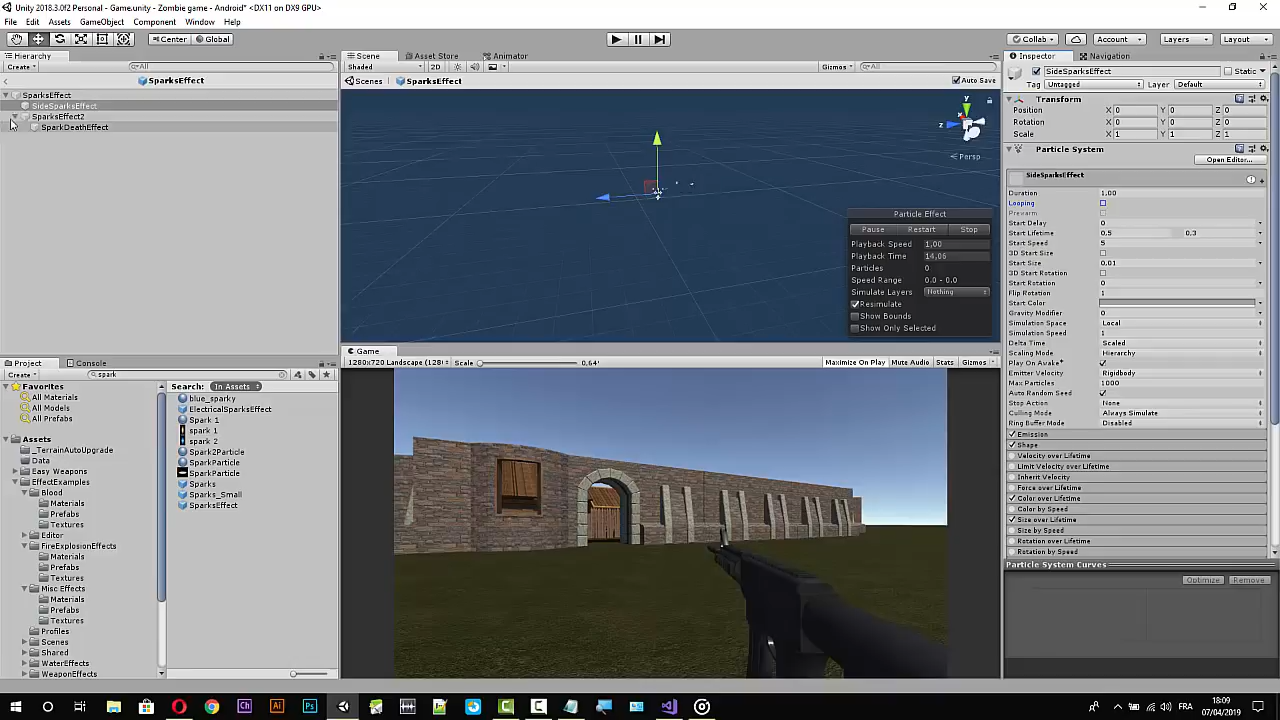 Unity 2018.3.0f2 Personal - Game.unity - Zombie game - Android* <DX11 on DX9 GPU>
File Edit Assets GameObject Component Window Help
Center Global
Collab Account Layers Layout
Hierarchy
Create All
SparksEffect
SparksEffect
SideSparksEffect
SparksEffect2
SparkDeathEffect
Scene Asset Store Animator
Shaded 2D Gizmos All
Scenes SparksEffect Auto Save
y
x
z
Persp
Particle Effect
Pause Restart Stop
Playback Speed 1,00
Playback Time 14,06
Particles 0
Speed Range 0.0 - 0.0
Simulate Layers Nothing
Resimulate
Show Bounds
Show Only Selected
Game
1280x720 Landscape (128 Scale 0,64* Maximize On Play Mute Audio Stats Gizmos
Project Console
Create spark
Favorites
All Materials
All Models
All Prefabs
Assets
_TerrainAutoUpgrade
Data
Easy Weapons
EffectExamples
Blood
Materials
Prefabs
Textures
Editor
FireExplosionEffects
Materials
Prefabs
Textures
Misc Effects
Materials
Prefabs
Textures
Profiles
Scenes
Shared
WaterEffects
WeaponEffects
Search: In Assets
blue_sparky
ElectricalSparksEffect
Spark 1
spark 1
spark 2
Spark2Particle
SparkParticle
SparkParticle
Sparks
Sparks_Small
SparksEffect
Inspector Navigation
SideSparksEffect Static
Tag Untagged Layer Default
Transform
Position X 0 Y 0 Z 0
Rotation X 0 Y 0 Z 0
Scale X 1 Y 1 Z 1
Particle System
Open Editor...
SideSparksEffect
Duration 1.00
Looping
Prewarm
Start Delay 0
Start Lifetime 0.5 0.3
Start Speed 5
3D Start Size
Start Size 0.01
3D Start Rotation
Start Rotation 0
Flip Rotation 1
Start Color
Gravity Modifier 0
Simulation Space Local
Simulation Speed 1
Delta Time Scaled
Scaling Mode Hierarchy
Play On Awake*
Emitter Velocity Rigidbody
Max Particles 1000
Auto Random Seed
Stop Action None
Culling Mode Always Simulate
Ring Buffer Mode Disabled
Emission
Shape
Velocity over Lifetime
Limit Velocity over Lifetime
Inherit Velocity
Force over Lifetime
Color over Lifetime
Color by Speed
Size over Lifetime
Size by Speed
Rotation over Lifetime
Rotation by Speed
Particle System Curves
Optimize Remove
Ch Ai Ps
FRA
18:09
07/04/2019